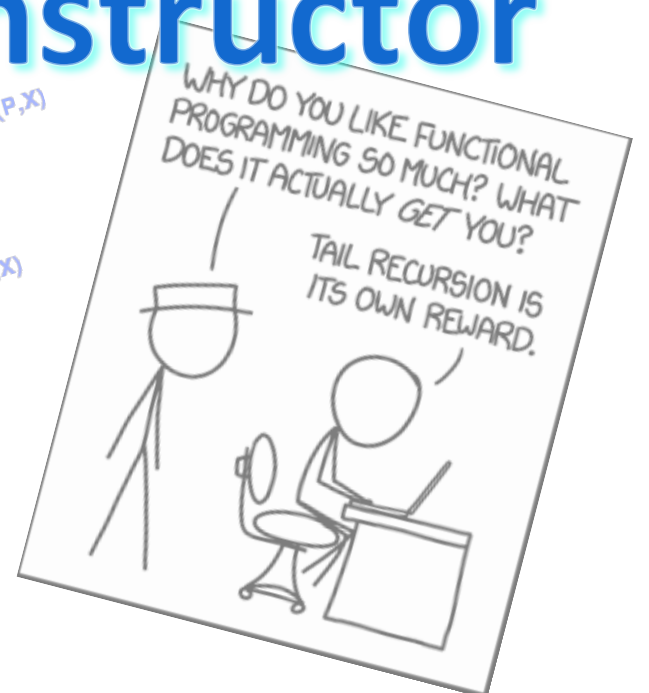 nstructor
P,X)
WHY DO YOU LIKE FUNCTIONAL
PROGRAMMING SO MUCH? WHAT
DOES IT ACTUALLY GET YOU?
X)
TAIL RECURSION IS
ITS OWN REWARD.